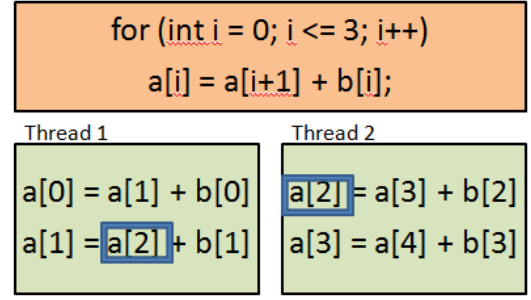 for (int i = 0; i <= 3; i++)
a[i] = a[i+1] + b[i];
Thread 1
a[0] = a[1] + b[0]
a[1] = a[2] + b[1]
Thread 2
a[2] = a[3] + b[2]
a[3] = a[4] + b[3]